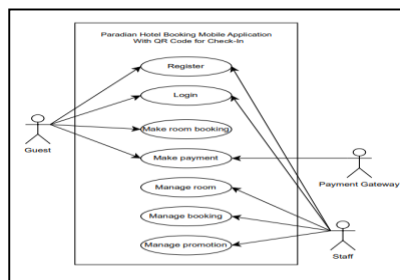 Paradian Hotel Booking Mobile Application
With QR Code for Check-In
Register
Login
Make room booking
Guest
Make payment
Payment Gateway
Manage room
Manage booking
Staff
Manage promotion